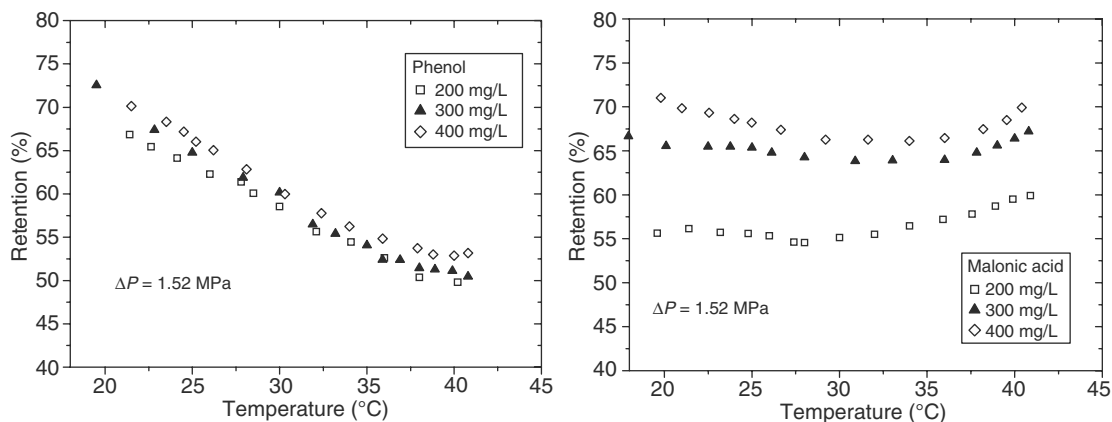 80
75
70
65
60
55
50
45
40
Retention (%)
Phenol
200 mg/L
300 mg/L
400 mg/L
ΔP = 1.52 MPa
20 25 30 35 40 45
Temperature (°C)
80
75
70
65
60
55
50
45
40
Retention (%)
Malonic acid
200 mg/L
300 mg/L
400 mg/L
ΔP = 1.52 MPa
20 25 30 35 40 45
Temperature (°C)